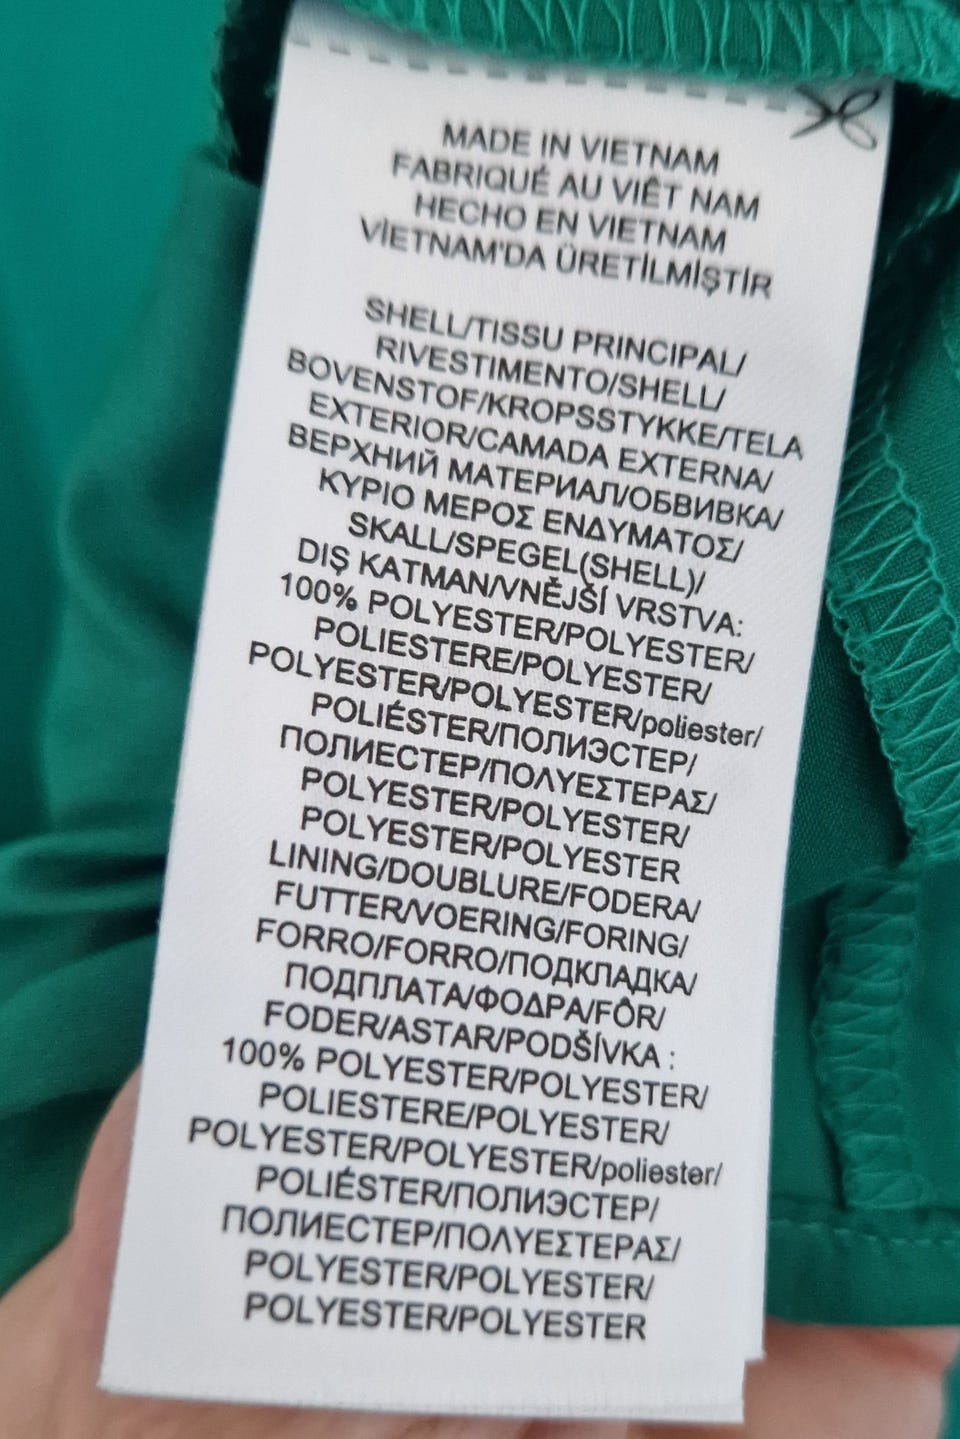 MADE IN VIETNAM
FABRIQUÉ AU VIÊT NAM
HECHO EN VIETNAM
VİETNAM'DA ÜRETİLMİŞTİR
SHELL/TISSU PRINCIPAL/
RIVESTIMENTO/SHELL/
BOVENSTOF/KROPSSTYKKE/TELA
EXTERIOR/CAMADA EXTERNA/
ВЕРХНИЙ МАТЕРИАЛ/ОБВИВКА/
ΚΥΡΙΟ ΜΕΡΟΣ ΕΝΔΥΜΑΤΟΣ/
SKALL/SPEGEL(SHELL)/
DIŞ KATMAN/VNĚJŠÍ VRSTVA:
100% POLYESTER/POLYESTER/
POLIESTERE/POLYESTER/
POLYESTER/POLYESTER/poliester/
POLIÉSTER/ПОЛИЭСТЕР/
ПОЛИЕСТЕР/ΠΟΛΥΕΣΤΕΡΑΣ/
POLYESTER/POLYESTER/
POLYESTER/POLYESTER
LINING/DOUBLURE/FODERA/
FUTTER/VOERING/FORING/
FORRO/FORRO/ПОДКЛАДКА/
ПОДПЛАТА/ΦΟΔΡΑ/FÔR/
FODER/ASTAR/PODŠÍVKA :
100% POLYESTER/POLYESTER/
POLIESTERE/POLYESTER/
POLYESTER/POLYESTER/poliester/
POLIÉSTER/ПОЛИЭСТЕР/
ПОЛИЕСТЕР/ΠΟΛΥΕΣΤΕΡΑΣ/
POLYESTER/POLYESTER/
POLYESTER/POLYESTER